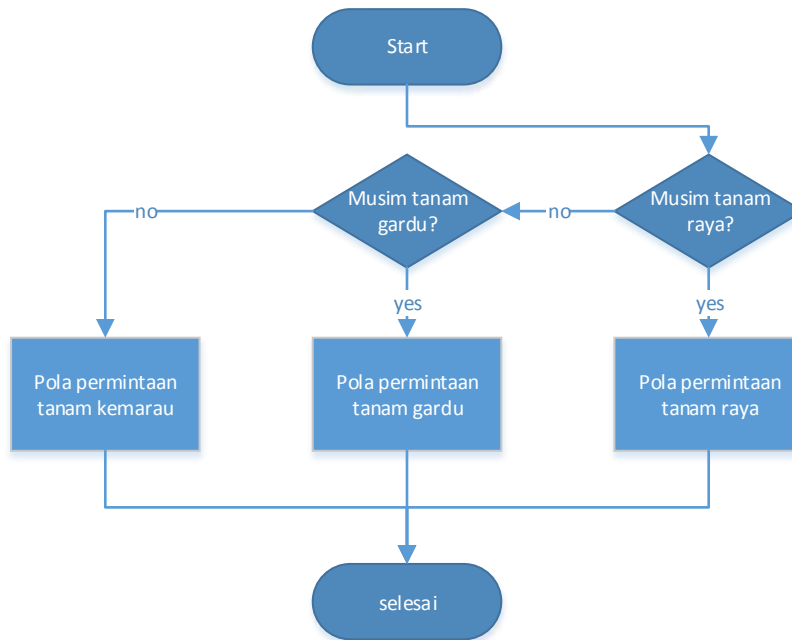 Start
Musim tanam
gardu?
Musim tanam
raya?
no
no
yes
yes
Pola permintaan
tanam kemarau
Pola permintaan
tanam gardu
Pola permintaan
tanam raya
selesai